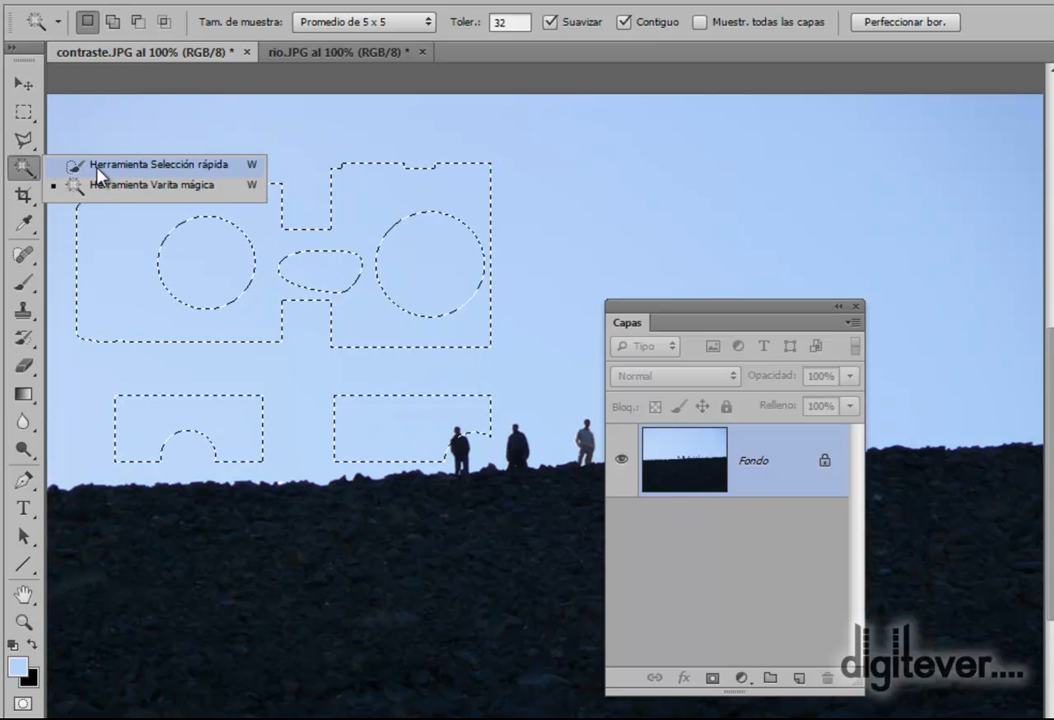 Tam. de muestra: Promedio de 5 x 5 Toler.: 32 Suavizar Contiguo Muestr. todas las capas Perfeccionar bor.
contraste.JPG al 100% (RGB/8) * × rio.JPG al 100% (RGB/8) * ×
Herramienta Selección rápida W
Herramienta Varita mágica W
Capas
Tipo
Normal Opacidad: 100%
Bloq.: Relleno: 100%
Fondo
fx
digitever....